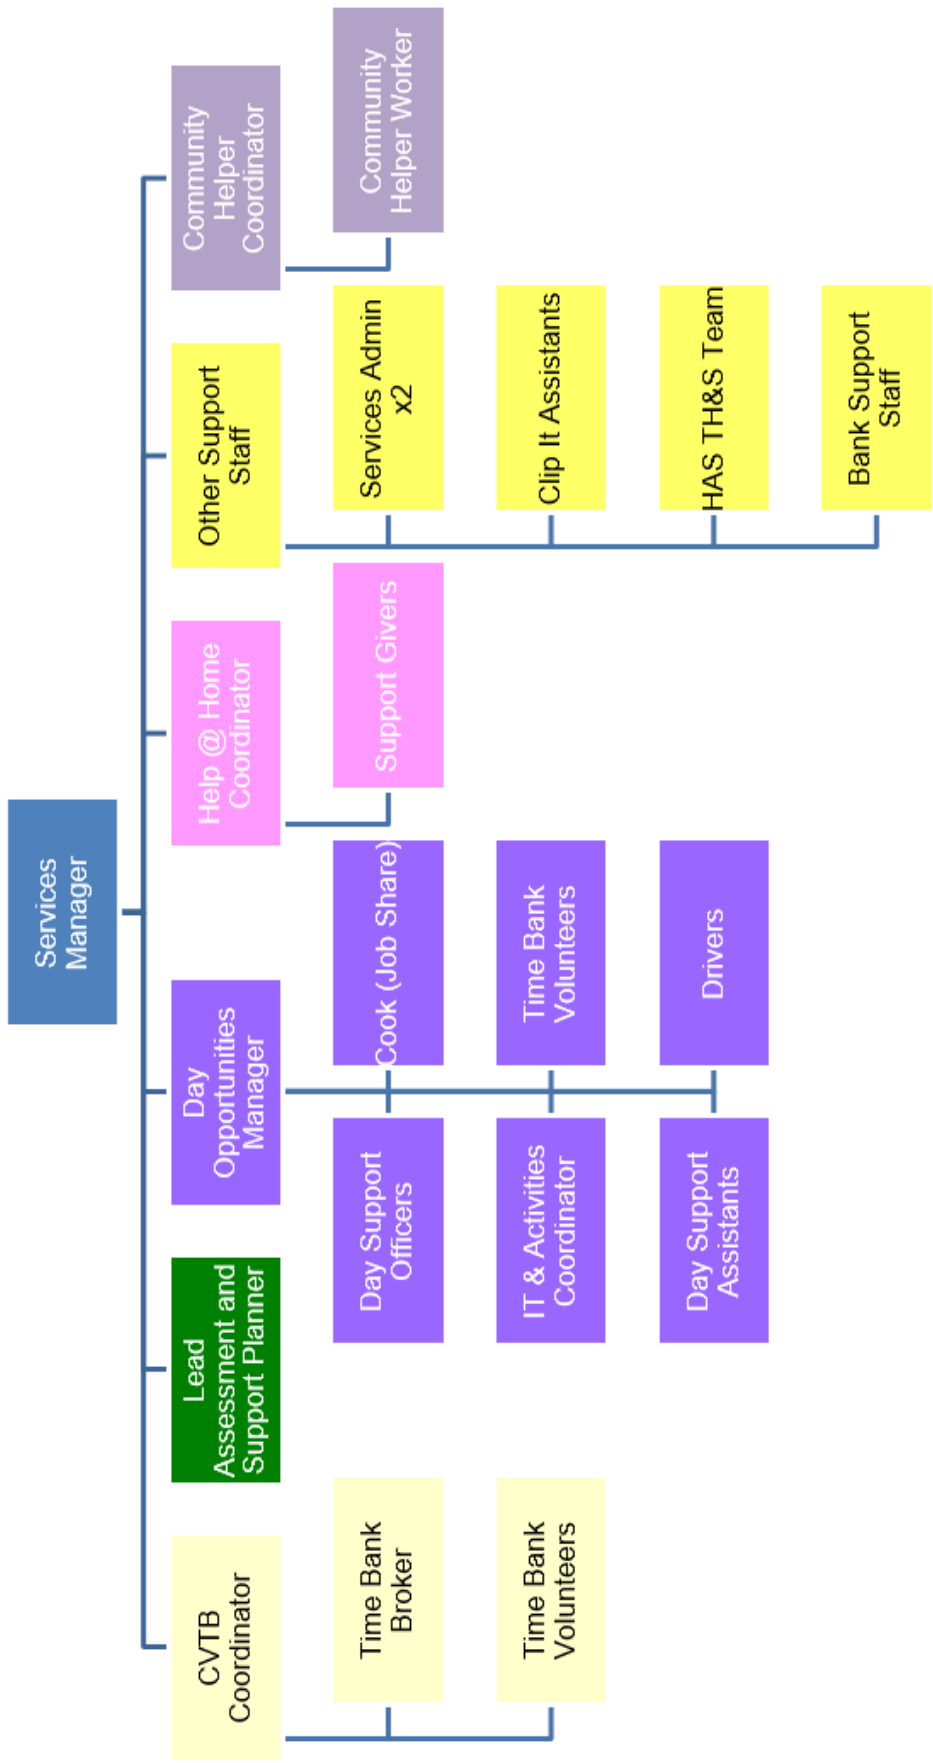 Services
Manager
CVTB
Coordinator
Lead
Assessment and
Support Planner
Day
Opportunities
Manager
Help @ Home
Coordinator
Other Support
Staff
Community
Helper
Coordinator
Time Bank
Broker
Time Bank
Volunteers
Day Support
Officers
Cook (Job Share)
IT & Activities
Coordinator
Time Bank
Volunteers
Day Support
Assistants
Drivers
Support Givers
Services Admin
x2
Clip It Assistants
HAS TH&S Team
Bank Support
Staff
Community
Helper Worker